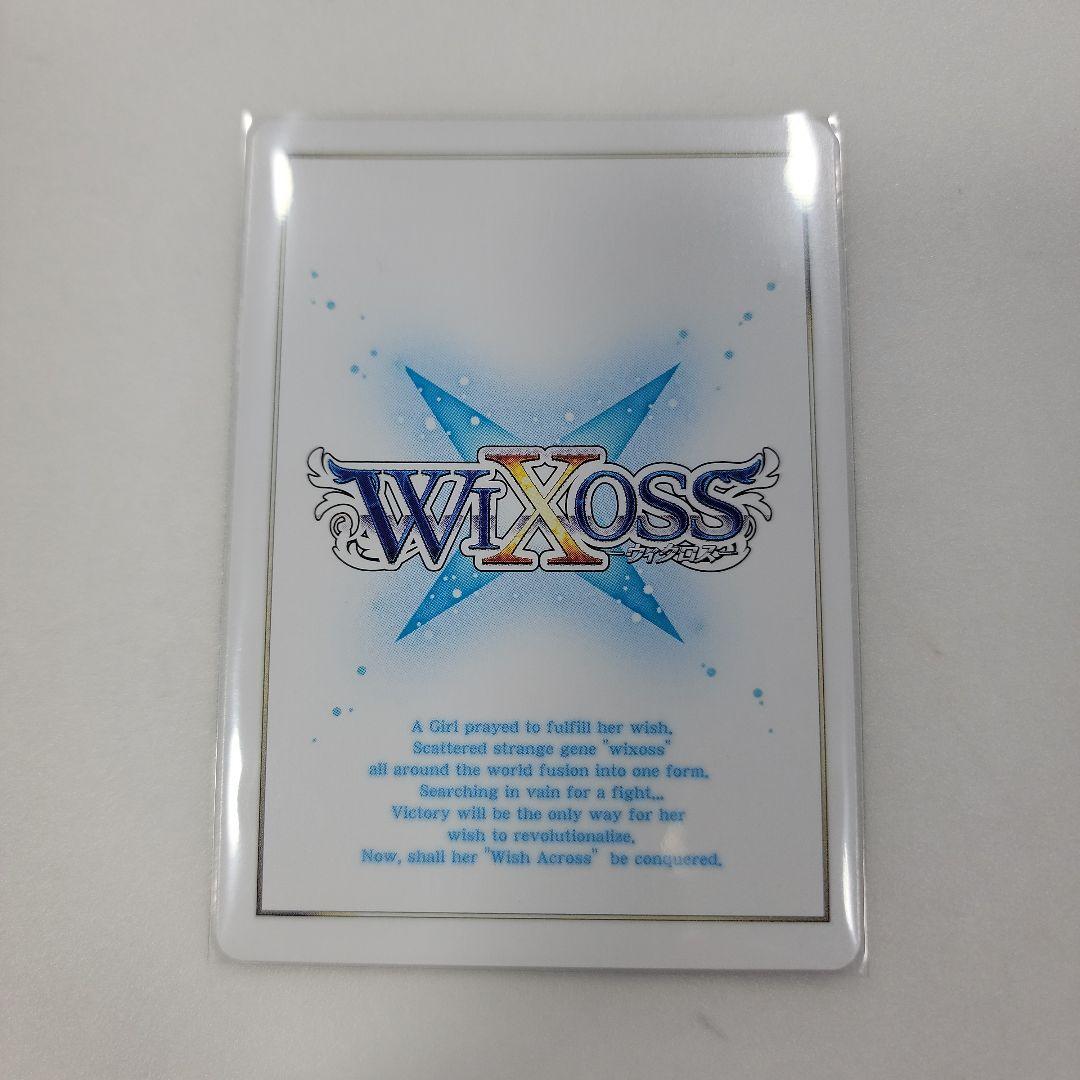 WIXOSS
-ウィクロス-
A Girl prayed to fulfill her wish.
Scattered strange gene "wixoss"
all around the world fusion into one form.
Searching in vain for a fight...
Victory will be the only way for her
wish to revolutionalize.
Now, shall her "Wish Across" be conquered.